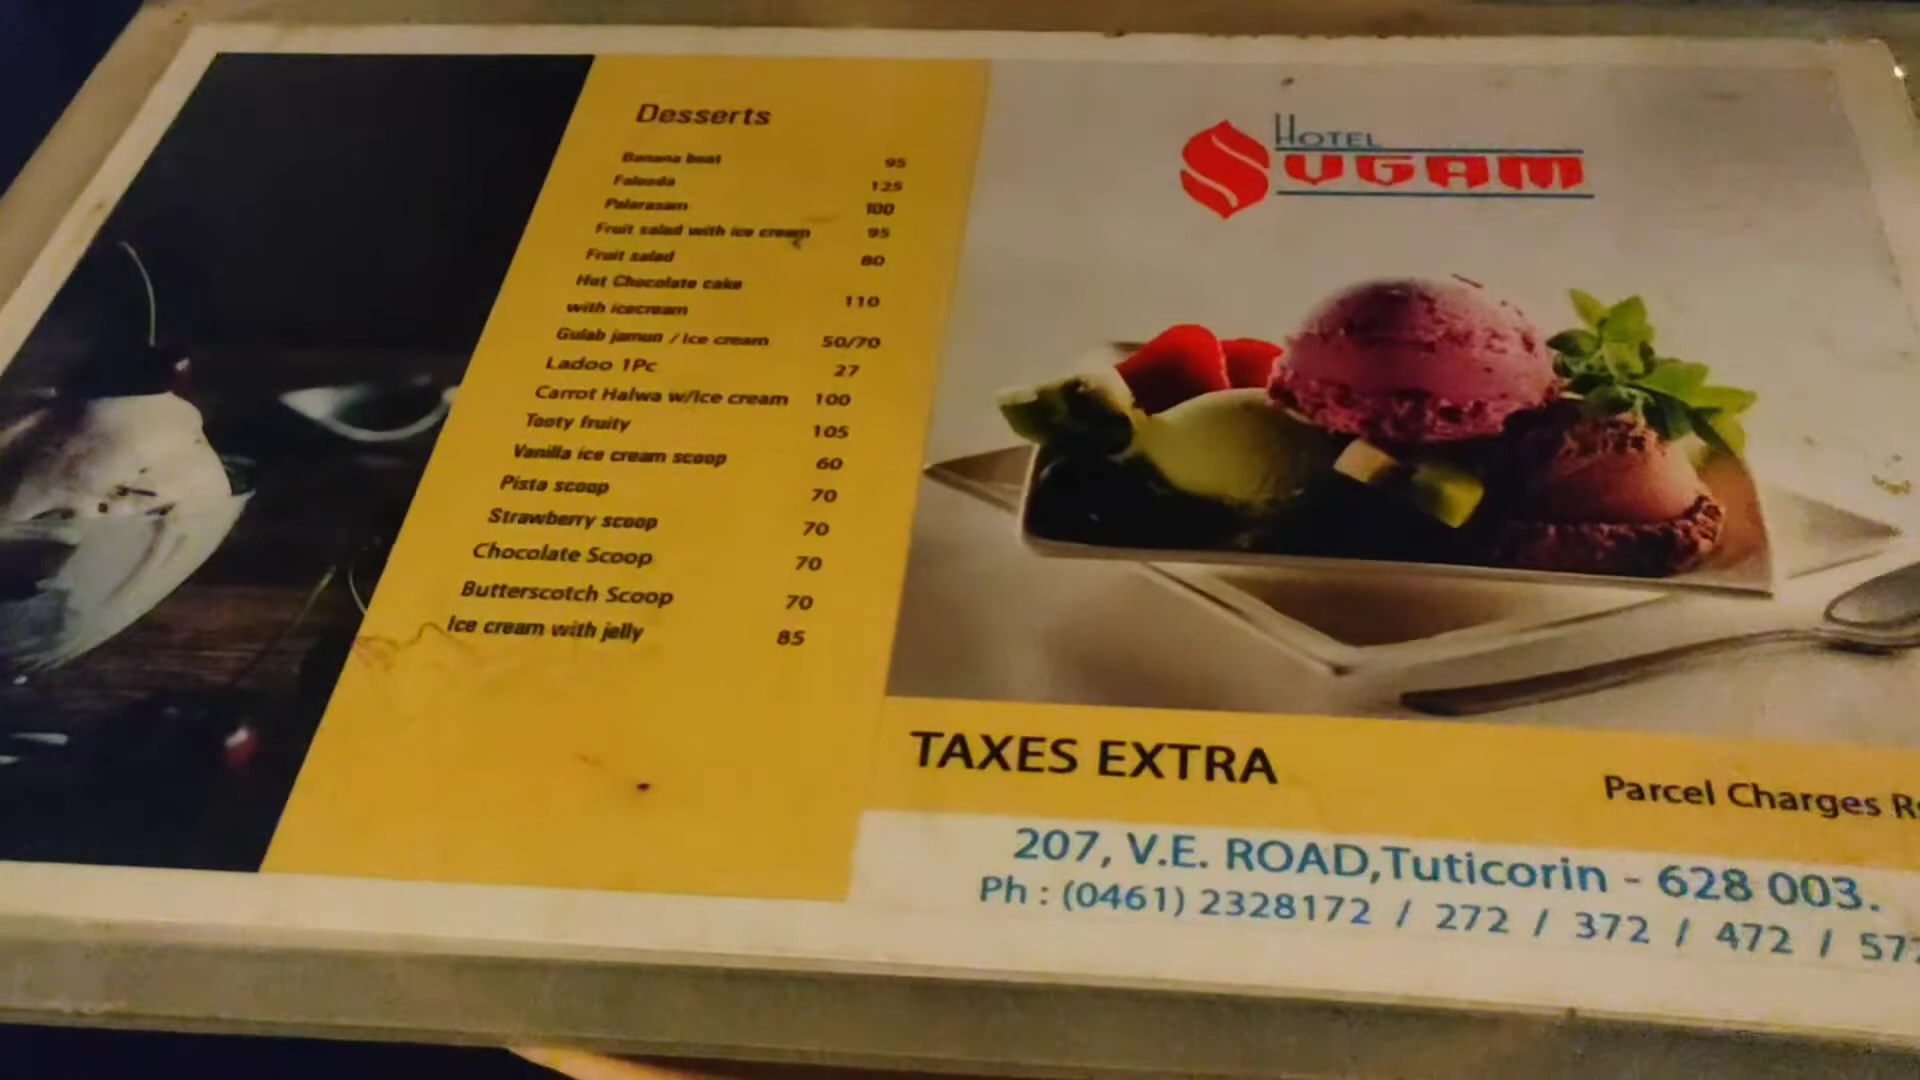 Desserts
Banana boat 95
Falooda 125
Palarasam 100
Fruit salad with ice cream 95
Fruit salad 80
Hot Chocolate cake
with icecream 110
Gulab jamun / Ice cream 50/70
Ladoo 1Pc 27
Carrot Halwa w/Ice cream 100
Tooty fruity 105
Vanilla ice cream scoop 60
Pista scoop 70
Strawberry scoop 70
Chocolate Scoop 70
Butterscotch Scoop 70
Ice cream with jelly 85
HOTEL
SUGAM
TAXES EXTRA
Parcel Charges
207, V.E. ROAD,Tuticorin - 628 003.
Ph : (0461) 2328172 / 272 / 372 / 472 / 572